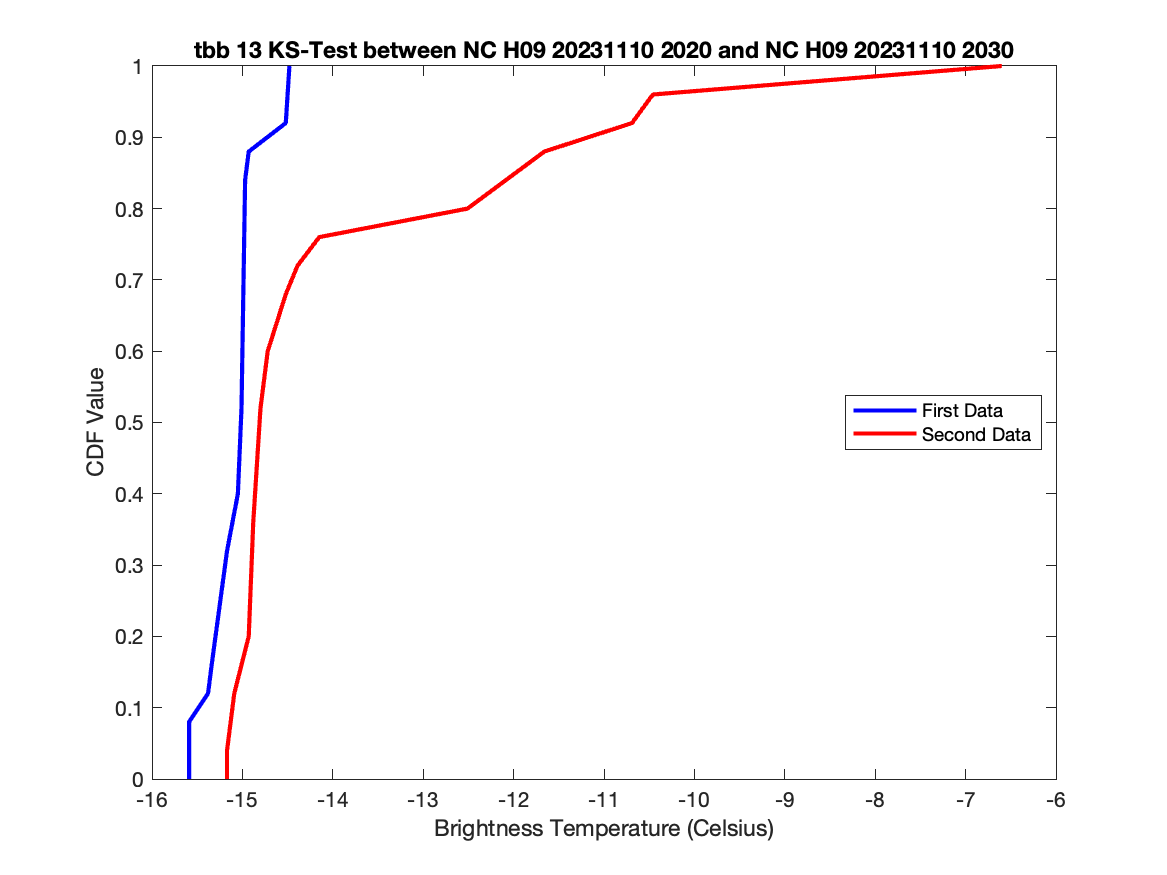 tbb 13 KS-Test between NC H09 20231110 2020 and NC H09 20231110 2030
1
0.9
0.8
0.7
0.6
0.5
0.4
0.3
0.2
0.1
0
CDF Value
First Data
Second Data
-16 -15 -14 -13 -12 -11 -10 -9 -8 -7 -6
Brightness Temperature (Celsius)